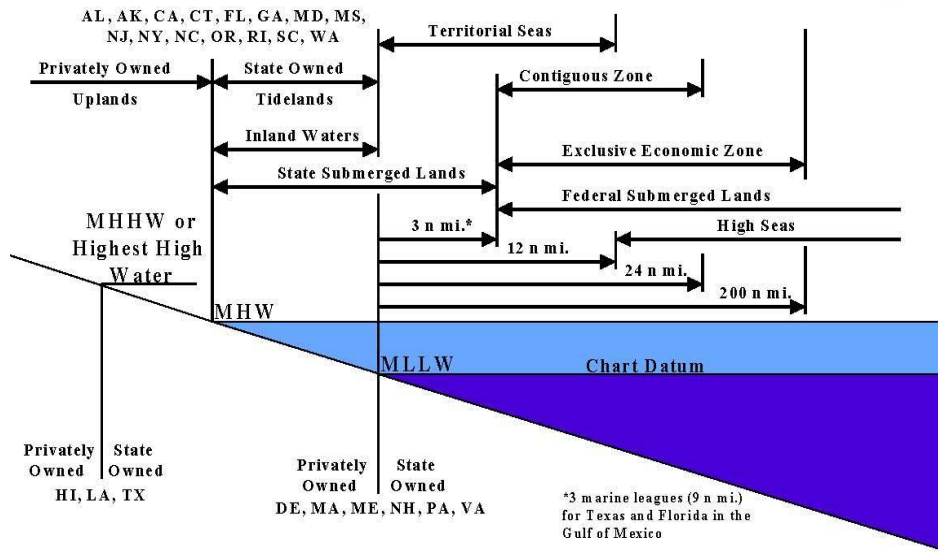 AL, AK, CA, CT, FL, GA, MD, MS,
NJ, NY, NC, OR, RI, SC, WA
Territorial Seas
Privately Owned
Uplands
State Owned
Tidelands
Contiguous Zone
Inland Waters
Exclusive Economic Zone
State Submerged Lands
Federal Submerged Lands
MHHW or
Highest High
Water
3 n mi.*
High Seas
12 n mi.
24 n mi.
200 n mi.
MHW
MLLW
Chart Datum
Privately
Owned
State
Owned
HI, LA, TX
Privately
Owned
State
Owned
DE, MA, ME, NH, PA, VA
*3 marine leagues (9 n mi.)
for Texas and Florida in the
Gulf of Mexico